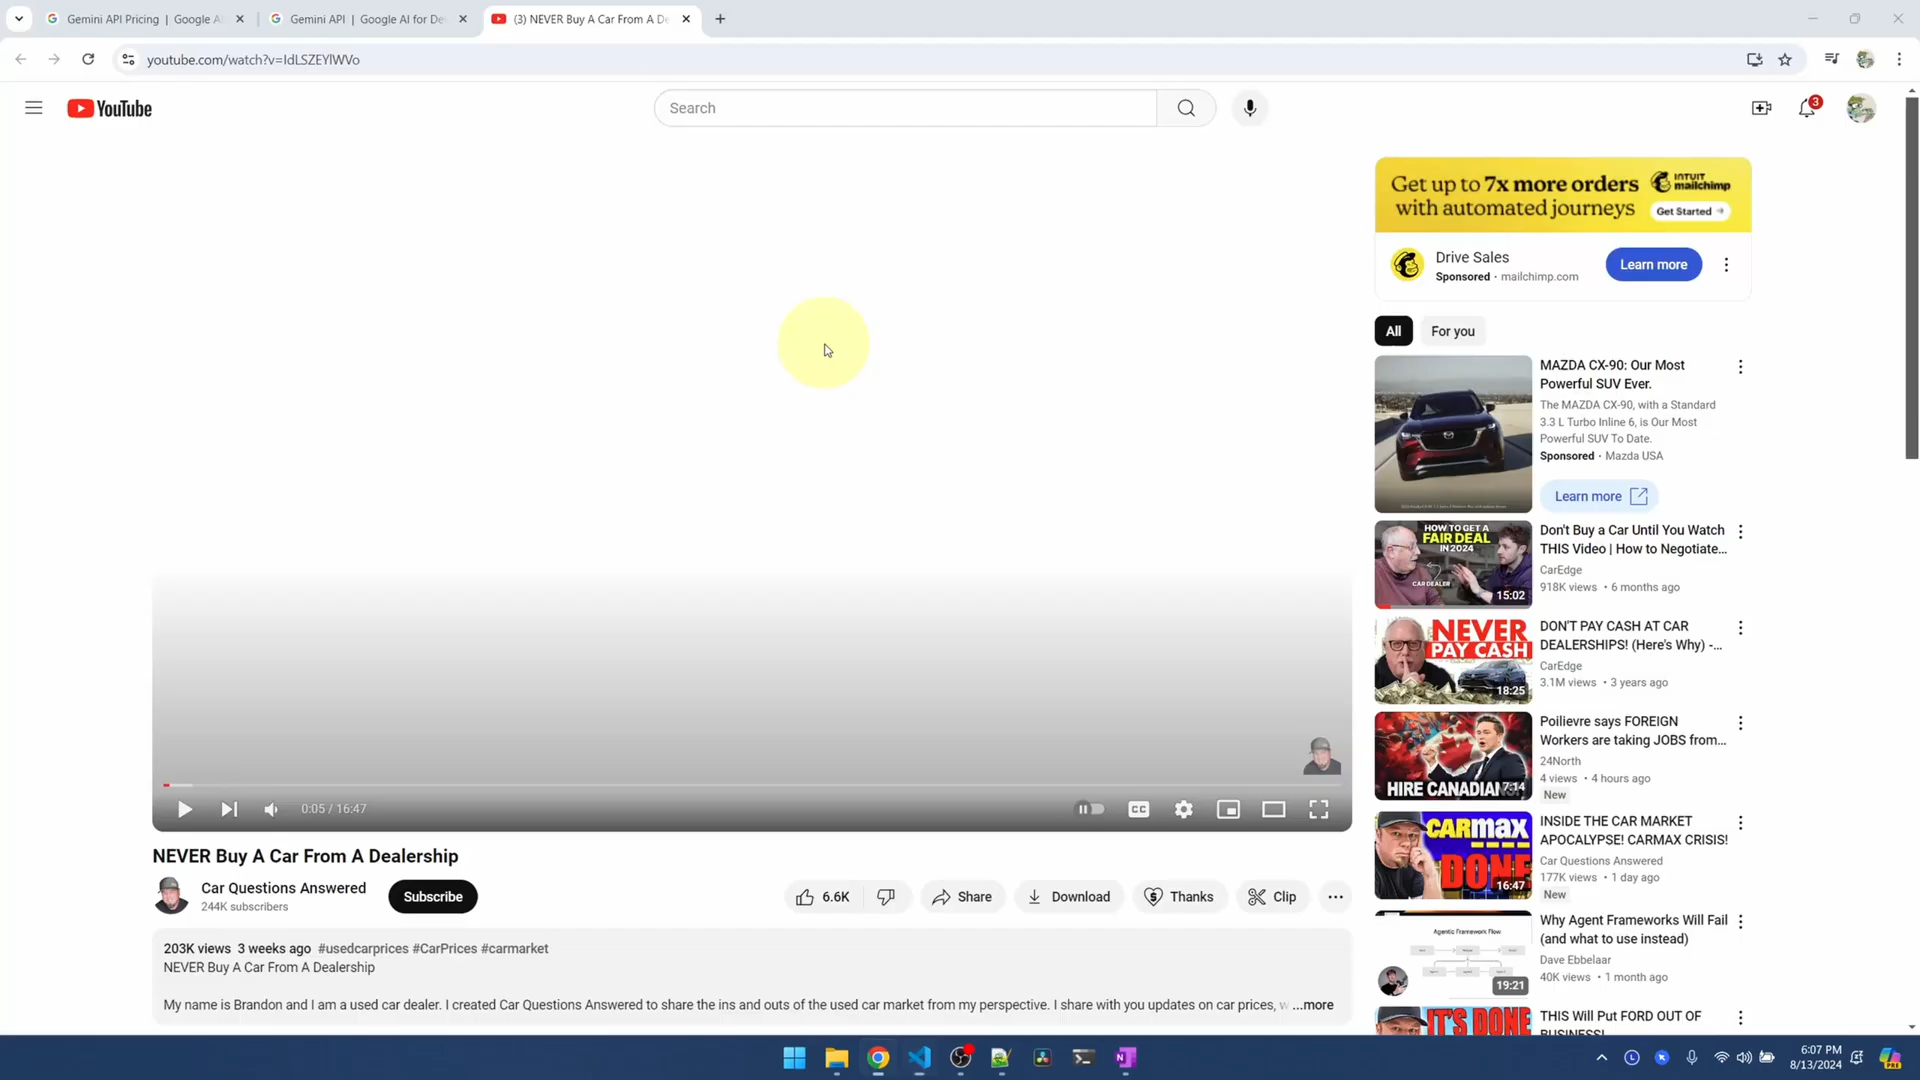 Gemini API Pricing | Google A
Gemini API | Google AI for De
(3) NEVER Buy A Car From A De
youtube.com/watch?v=IdLSZEYlWVo
YouTube
Search
3
Get up to 7x more orders
with automated journeys
INTUIT
mailchimp
Get Started
Drive Sales
Sponsored · mailchimp.com
Learn more
All
For you
MAZDA CX-90: Our Most
Powerful SUV Ever.
The MAZDA CX-90, with a Standard
3.3 L Turbo Inline 6, is Our Most
Powerful SUV To Date.
Sponsored · Mazda USA
Learn more
HOW TO GET A
FAIR DEAL
IN 2024
CAR DEALER
15:02
Don't Buy a Car Until You Watch
THIS Video | How to Negotiate...
CarEdge
918K views · 6 months ago
NEVER
PAY CASH
18:25
DON'T PAY CASH AT CAR
DEALERSHIPS! (Here's Why) -...
CarEdge
3.1M views · 3 years ago
HIRE CANADIAN
7:14
Poilievre says FOREIGN
Workers are taking JOBS from...
24North
4 views · 4 hours ago
New
CARMAX
DONE
16:47
INSIDE THE CAR MARKET
APOCALYPSE! CARMAX CRISIS!
Car Questions Answered
177K views · 1 day ago
New
Agentic Framework Flow
19:21
Why Agent Frameworks Will Fail
(and what to use instead)
Dave Ebbelaar
40K views · 1 month ago
IT'S DONE
THIS Will Put FORD OUT OF
BUSINESS!
0:05 / 16:47
CC
NEVER Buy A Car From A Dealership
Car Questions Answered
244K subscribers
Subscribe
6.6K
Share
Download
Thanks
Clip
203K views 3 weeks ago #usedcarprices #CarPrices #carmarket
NEVER Buy A Car From A Dealership
My name is Brandon and I am a used car dealer. I created Car Questions Answered to share the ins and outs of the used car market from my perspective. I share with you updates on car prices, w ...more
6:07 PM
8/13/2024